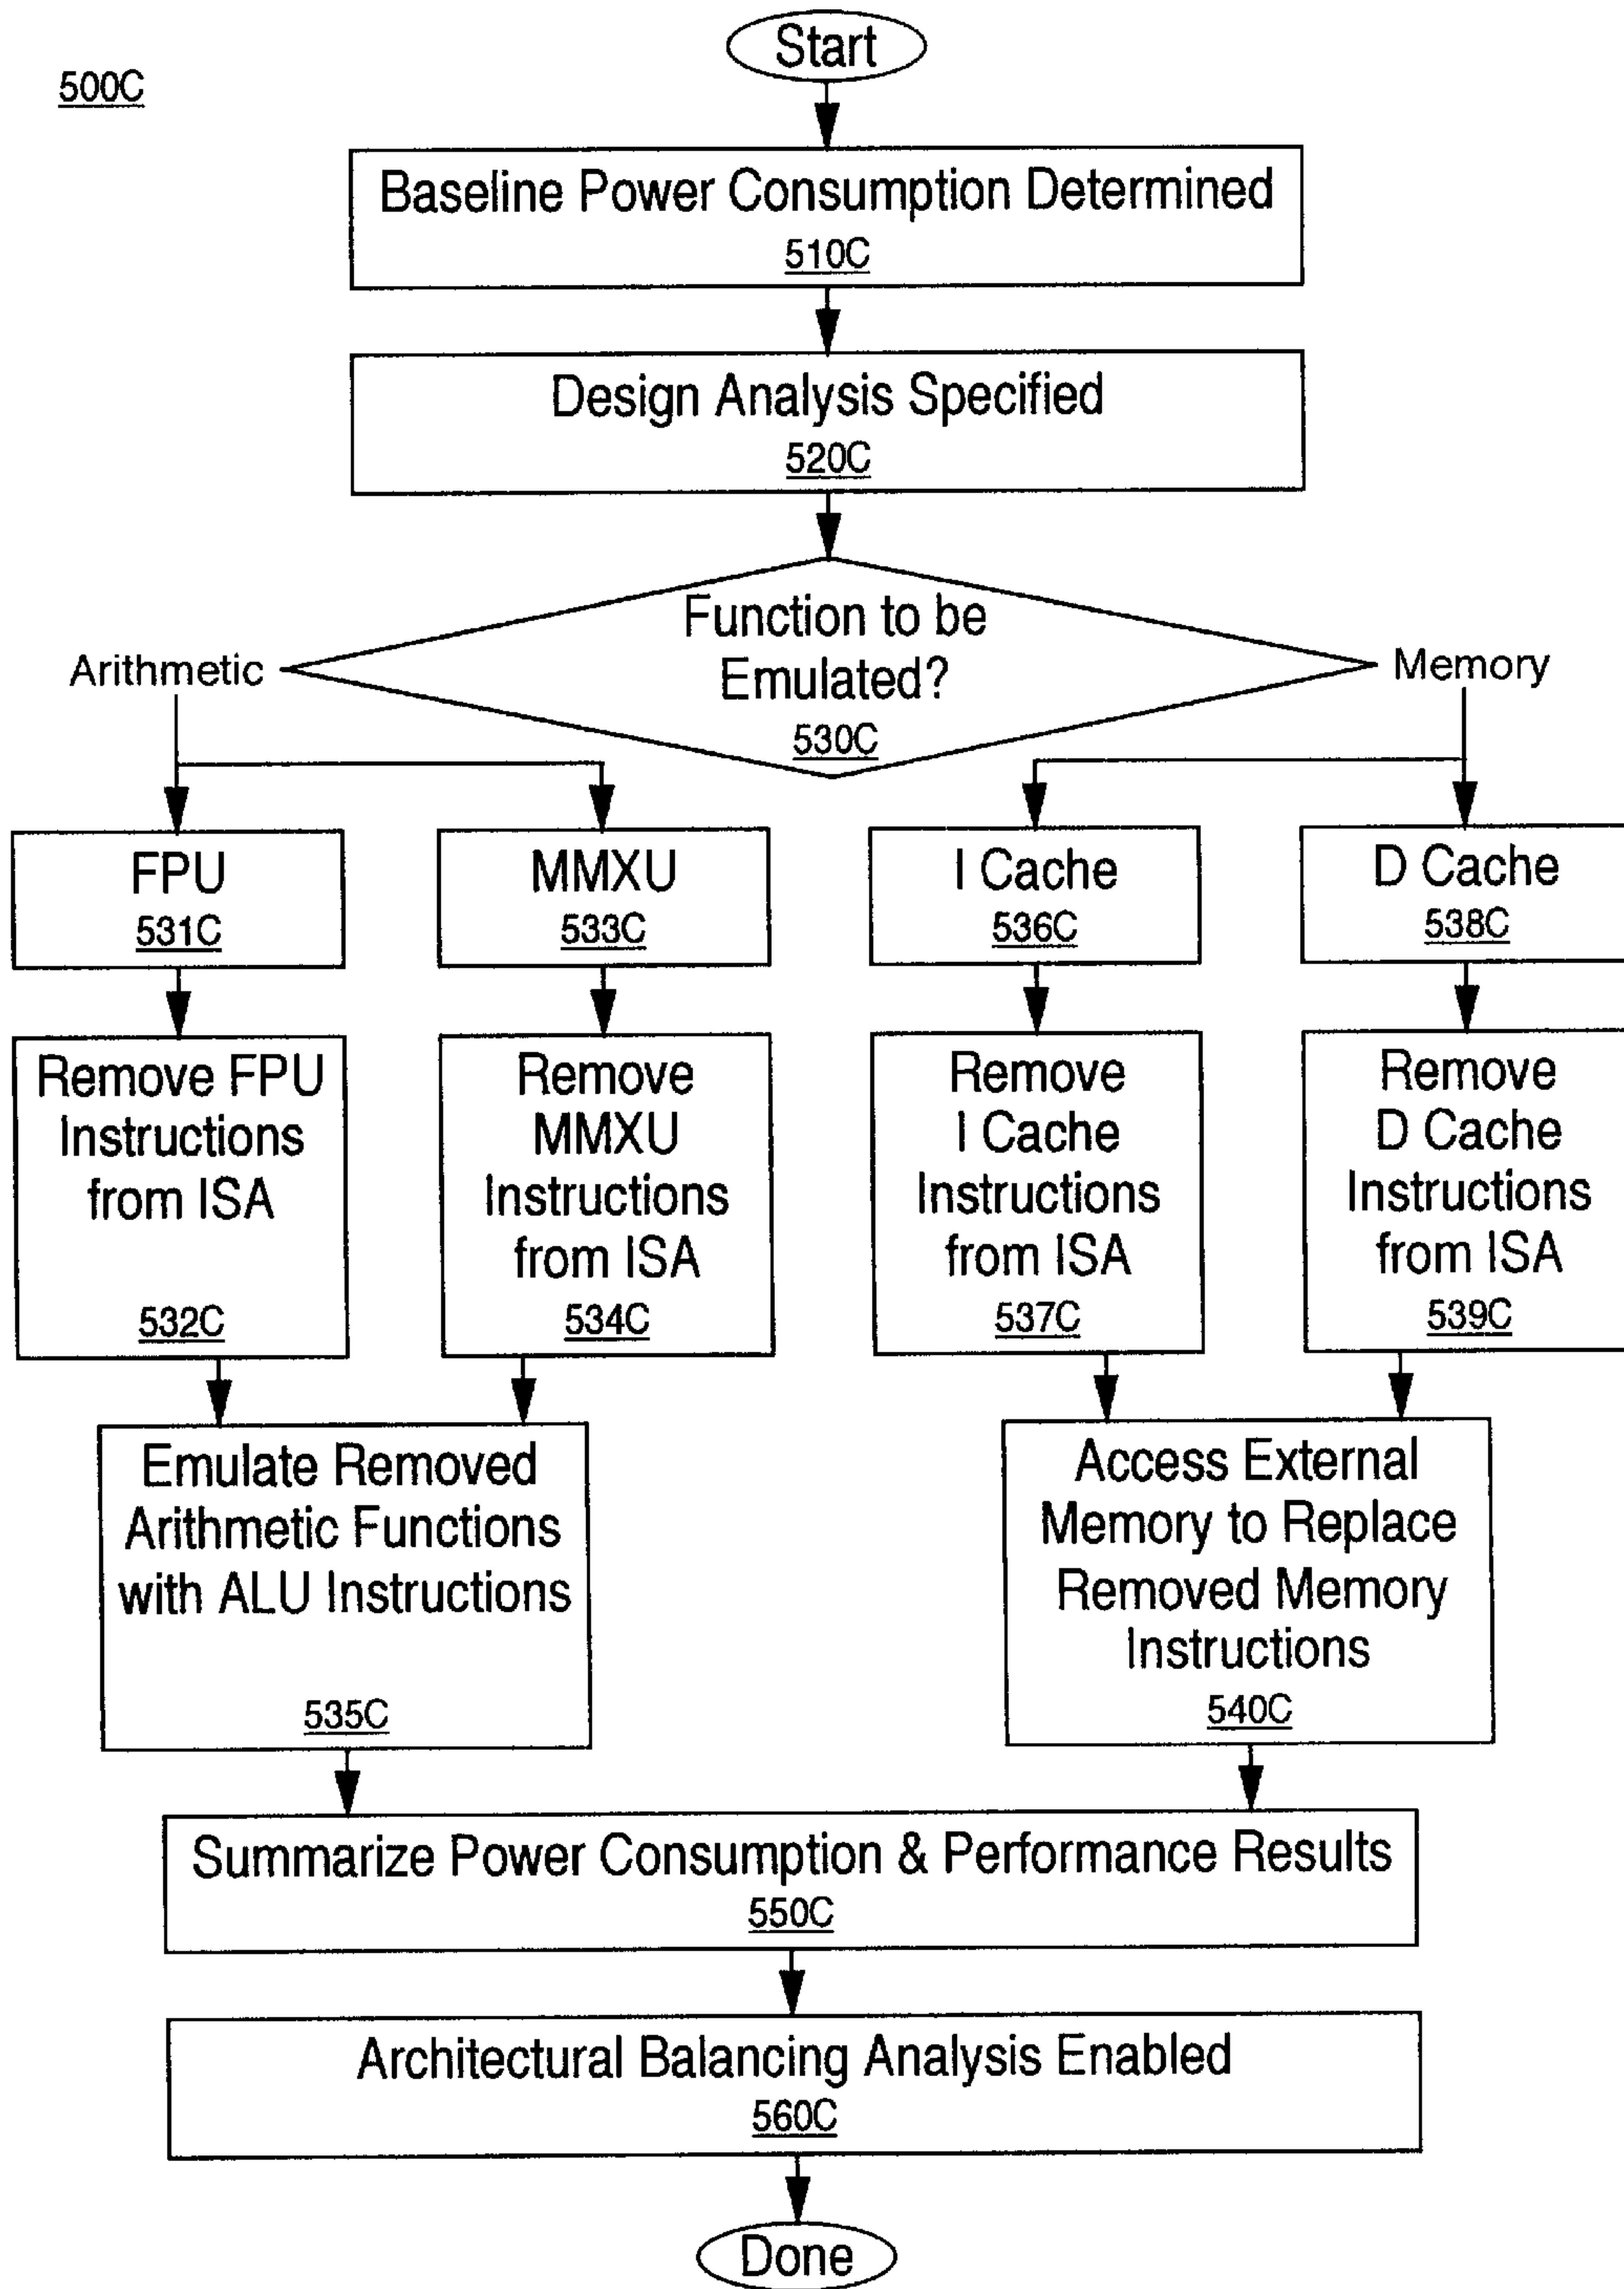 Start
500C
Baseline Power Consumption Determined
510C
Design Analysis Specified
520C
Function to be
Emulated?
530C
Arithmetic
Memory
FPU
531C
MMXU
533C
I Cache
536C
D Cache
538C
Remove FPU
Instructions
from ISA
532C
Remove
MMXU
Instructions
from ISA
534C
Remove
I Cache
Instructions
from ISA
537C
Remove
D Cache
Instructions
from ISA
539C
Emulate Removed
Arithmetic Functions
with ALU Instructions
535C
Access External
Memory to Replace
Removed Memory
Instructions
540C
Summarize Power Consumption & Performance Results
550C
Architectural Balancing Analysis Enabled
560C
Done